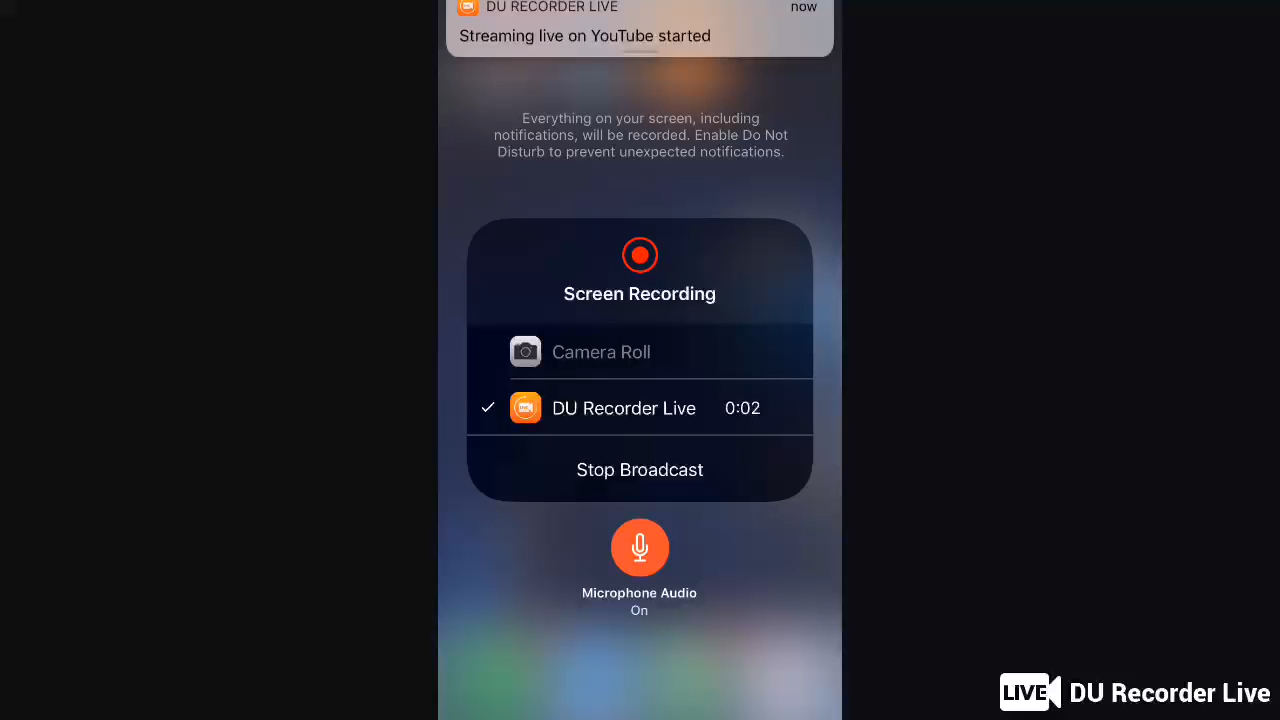 DU RECORDER LIVE now
Streaming live on YouTube started
Everything on your screen, including
notifications, will be recorded. Enable Do Not
Disturb to prevent unexpected notifications.
Screen Recording
Camera Roll
DU Recorder Live 0:02
Stop Broadcast
Microphone Audio
On
LIVE DU Recorder Live